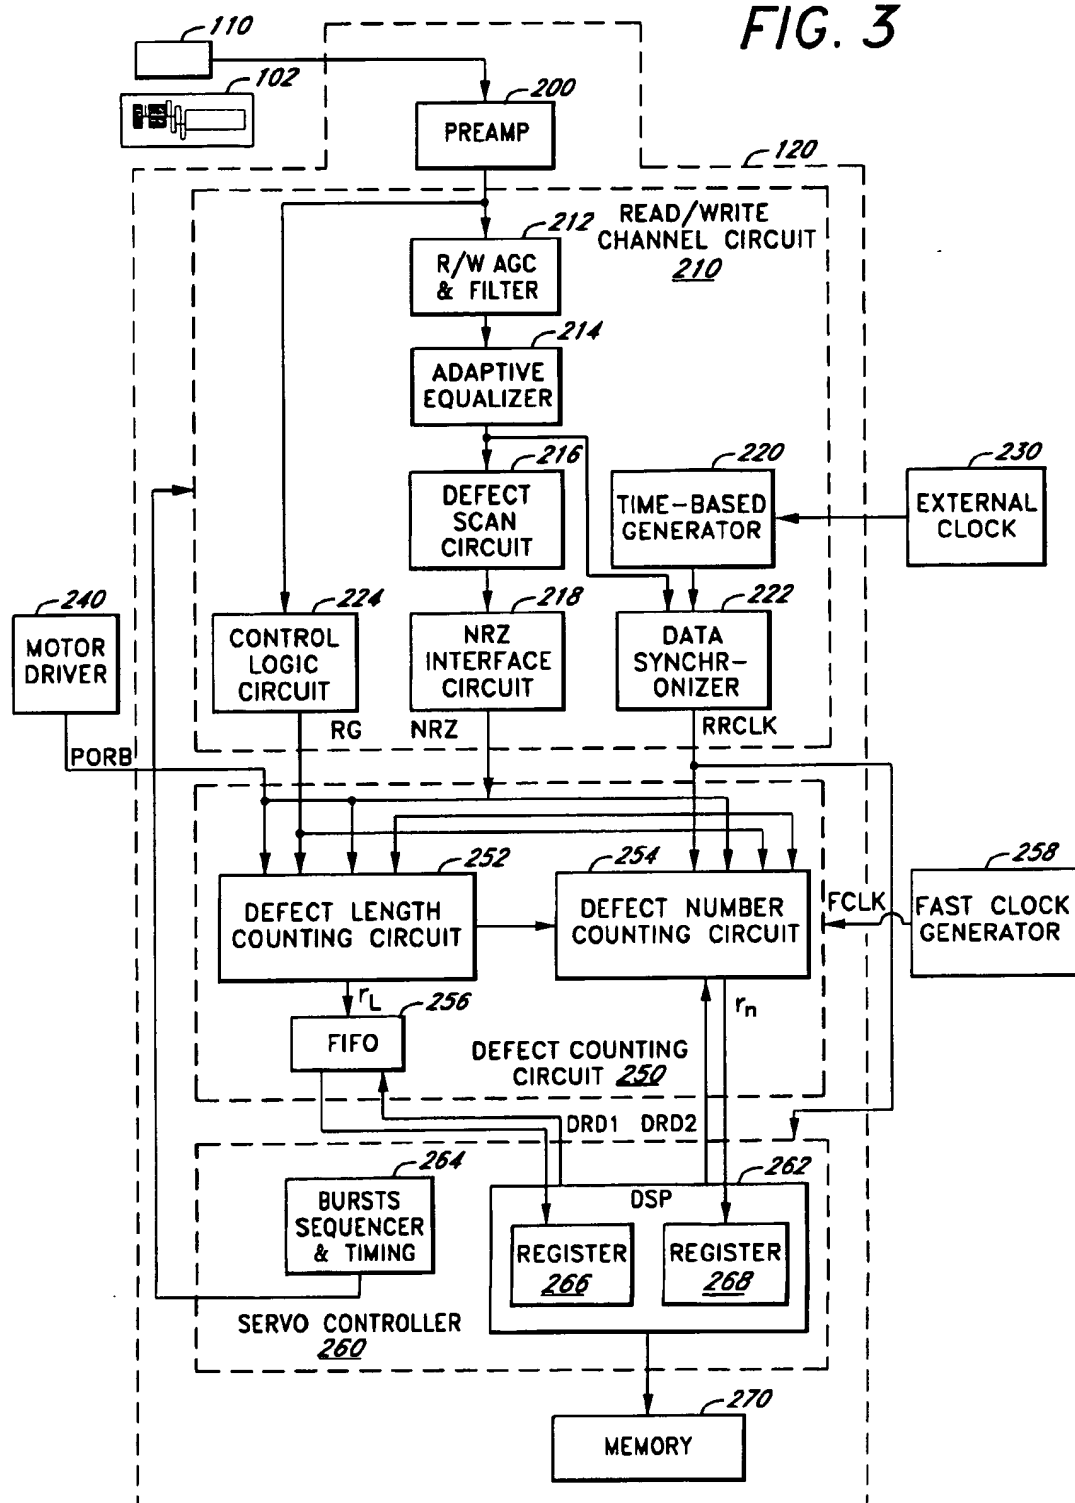 FIG. 3
110
102
200
PREAMP
120
READ/WRITE
CHANNEL CIRCUIT
210
212
R/W AGC
& FILTER
214
ADAPTIVE
EQUALIZER
216
DEFECT
SCAN
CIRCUIT
220
TIME-BASED
GENERATOR
230
EXTERNAL
CLOCK
240
MOTOR
DRIVER
224
CONTROL
LOGIC
CIRCUIT
218
NRZ
INTERFACE
CIRCUIT
222
DATA
SYNCHR-
ONIZER
RG
NRZ
RRCLK
PORB
252
DEFECT LENGTH
COUNTING CIRCUIT
254
DEFECT NUMBER
COUNTING CIRCUIT
FCLK
258
FAST CLOCK
GENERATOR
rL
256
FIFO
rn
DEFECT COUNTING
CIRCUIT 250
DRD1 DRD2
264
BURSTS
SEQUENCER
& TIMING
262
DSP
REGISTER
266
REGISTER
268
SERVO CONTROLLER
260
270
MEMORY